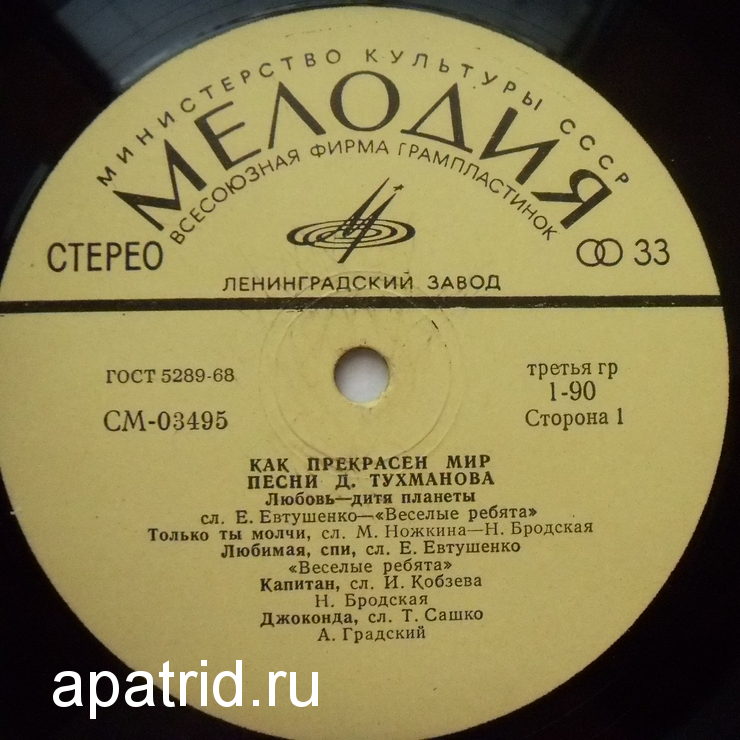 МИНИСТЕРСТВО КУЛЬТУРЫ СССР
МЕЛОДИЯ
ВСЕСОЮЗНАЯ ФИРМА ГРАМПЛАСТИНОК
СТЕРЕО
33
ЛЕНИНГРАДСКИЙ ЗАВОД
ГОСТ 5289-68
третья гр
1-90
СМ-03495
Сторона 1
КАК ПРЕКРАСЕН МИР
ПЕСНИ Д. ТУХМАНОВА
Любовь—дитя планеты
сл. Е. Евтушенко—«Веселые ребята»
Только ты молчи, сл. М. Ножкина—Н. Бродская
Любимая, спи, сл. Е. Евтушенко
«Веселые ребята»
Капитан, сл. И. Кобзева
Н. Бродская
Джоконда, сл. Т. Сашко
А. Градский
apatrid.ru